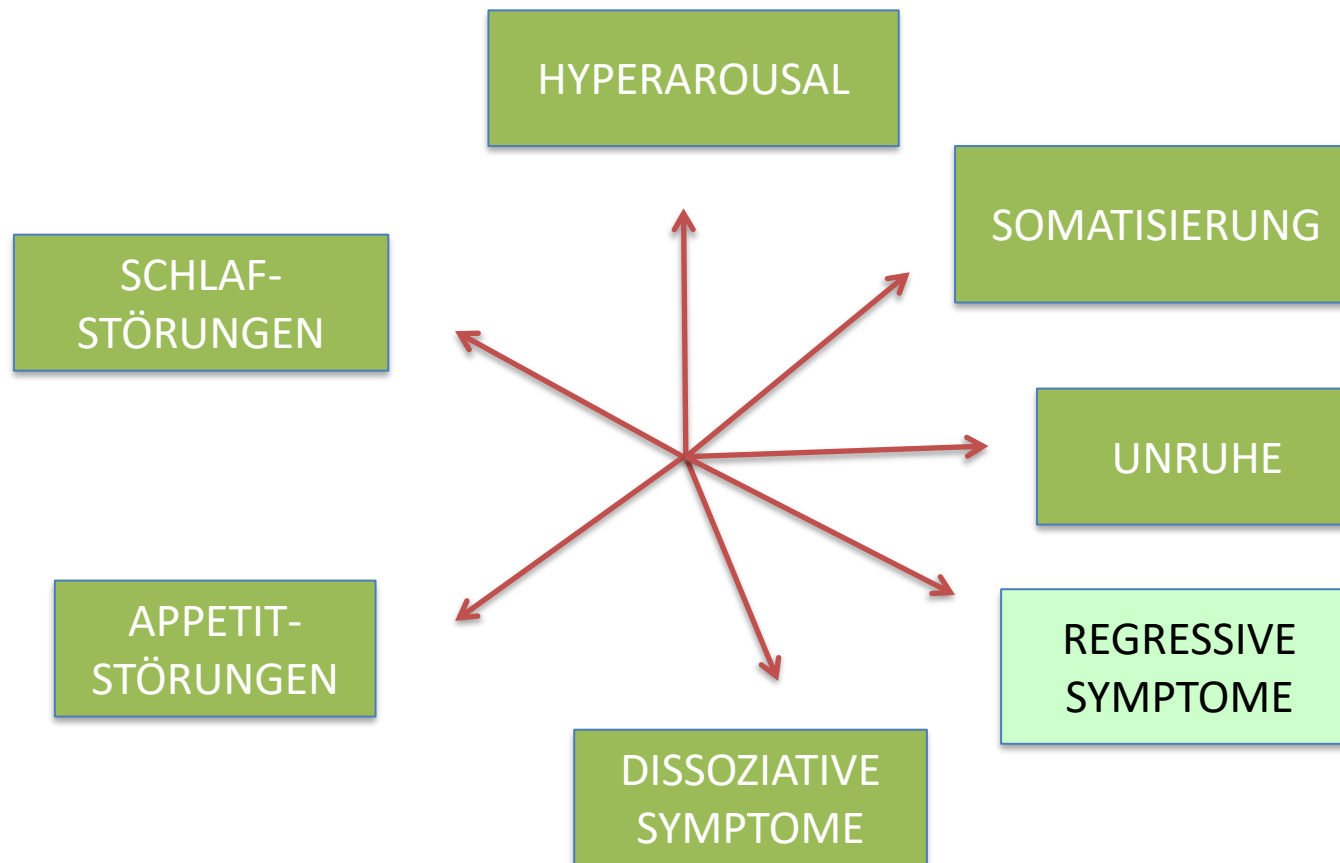 HYPERAROUSAL
SOMATISIERUNG
SCHLAF-
STÖRUNGEN
UNRUHE
APPETIT-
STÖRUNGEN
REGRESSIVE
SYMPTOME
DISSOZIATIVE
SYMPTOME